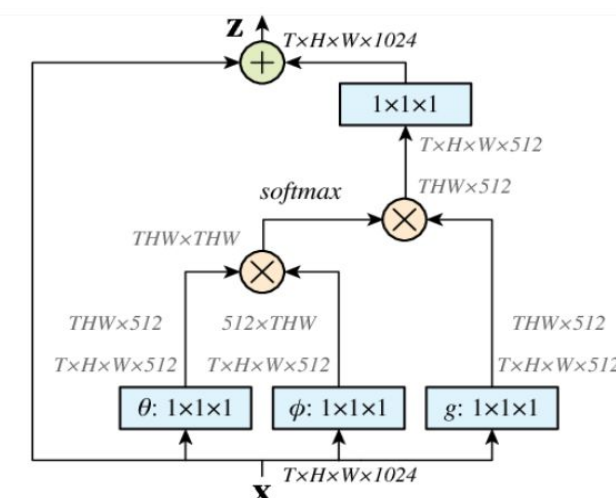 z
T×H×W×1024
+
1×1×1
T×H×W×512
THW×512
softmax
×
THW×THW
×
THW×512
512×THW
THW×512
T×H×W×512
T×H×W×512
T×H×W×512
θ: 1×1×1
ϕ: 1×1×1
g: 1×1×1
T×H×W×1024
x